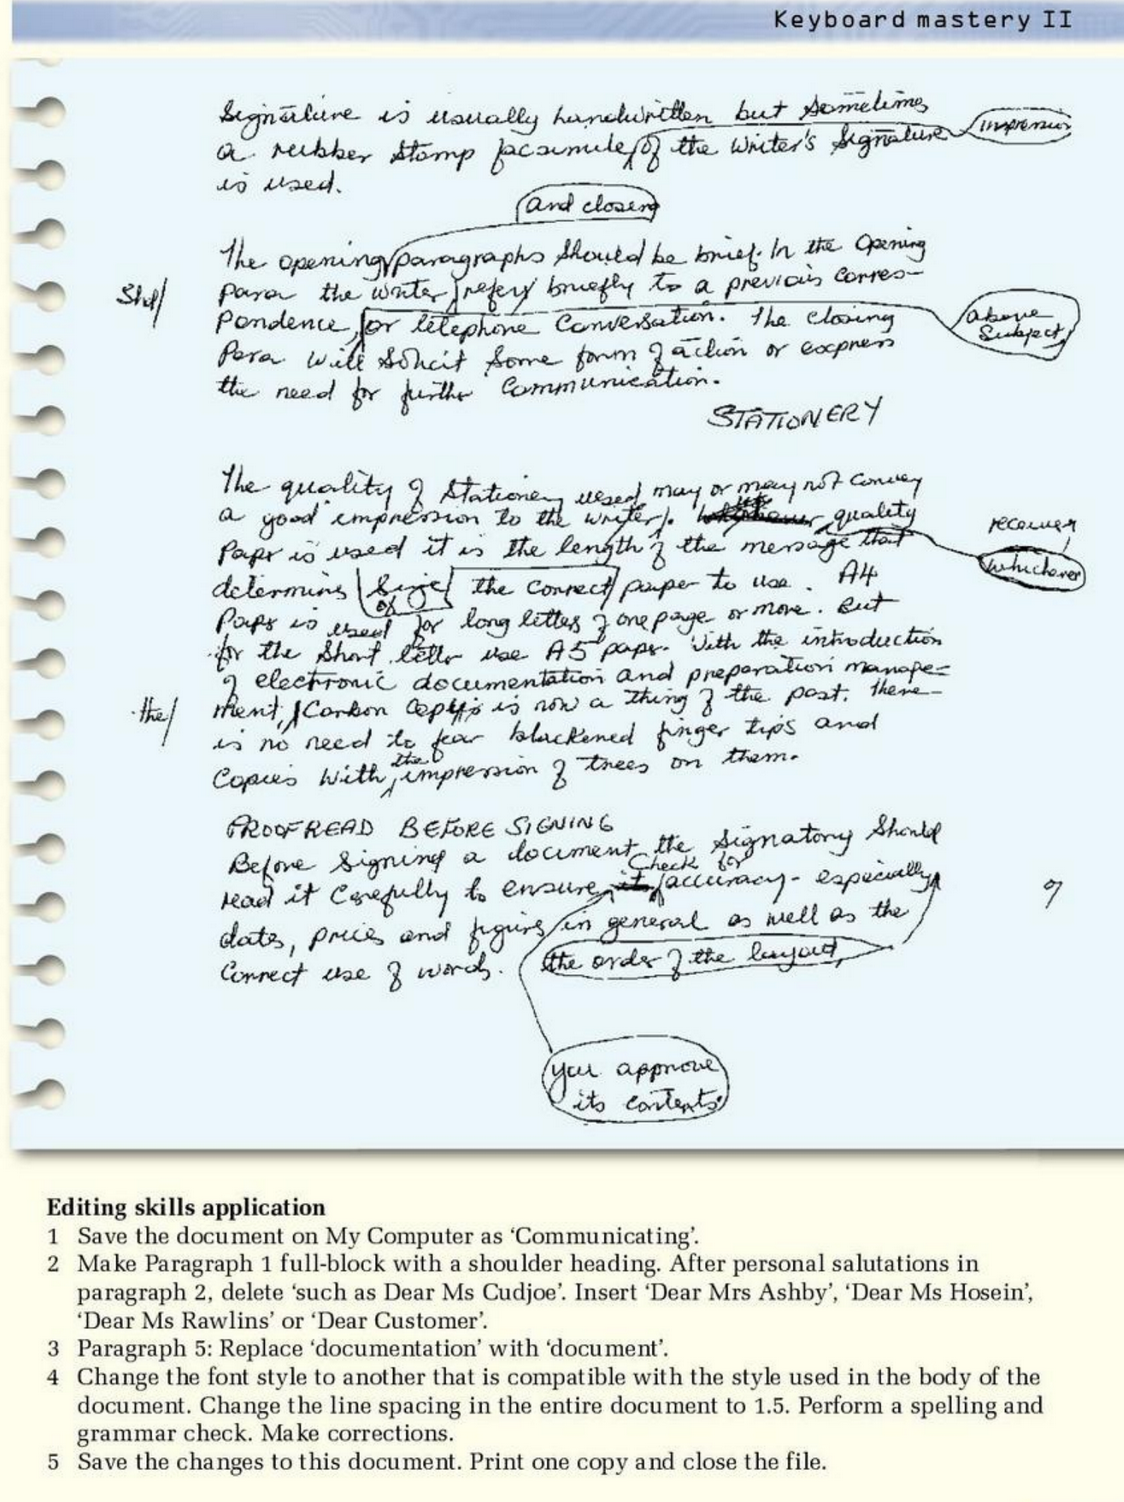 Keyboard mastery II
Signature is usually handwritten but sometimes
a rubber stamp facsimile, of the writer's signature impression
is used.
and closing
The opening paragraphs should be brief. In the opening
Shd/ para the writer refers briefly to a previous corres-
pondence, or telephone conversation. The closing above subject
para will solicit some form of action or express
the need for further communication.
STATIONERY
The quality of stationery used may or may not convey
a good impression to the writer. quality receiver
paper is used it is the length of the message that whichever
determins size the correct paper to use. A4
of
paper is used for long letters of one page or more. But
for the short letter use A5 paper. With the introduction
of electronic documentation and preparation manage-
the/ ment, carbon is now a thing of the past. There
is no need to fear blackened finger tips and
the
copies with impression of trees on them.
PROOFREAD BEFORE SIGNING
Before signing a document the signatory should
check for
read it carefully to ensure it accuracy - especially
dates, prices and figures in general as well as the
correct use of words. the order of the layout
you approve
its contents.
Editing skills application
1 Save the document on My Computer as ‘Communicating’.
2 Make Paragraph 1 full-block with a shoulder heading. After personal salutations in
paragraph 2, delete ‘such as Dear Ms Cudjoe’. Insert ‘Dear Mrs Ashby’, ‘Dear Ms Hosein’,
‘Dear Ms Rawlins’ or ‘Dear Customer’.
3 Paragraph 5: Replace ‘documentation’ with ‘document’.
4 Change the font style to another that is compatible with the style used in the body of the
document. Change the line spacing in the entire document to 1.5. Perform a spelling and
grammar check. Make corrections.
5 Save the changes to this document. Print one copy and close the file.